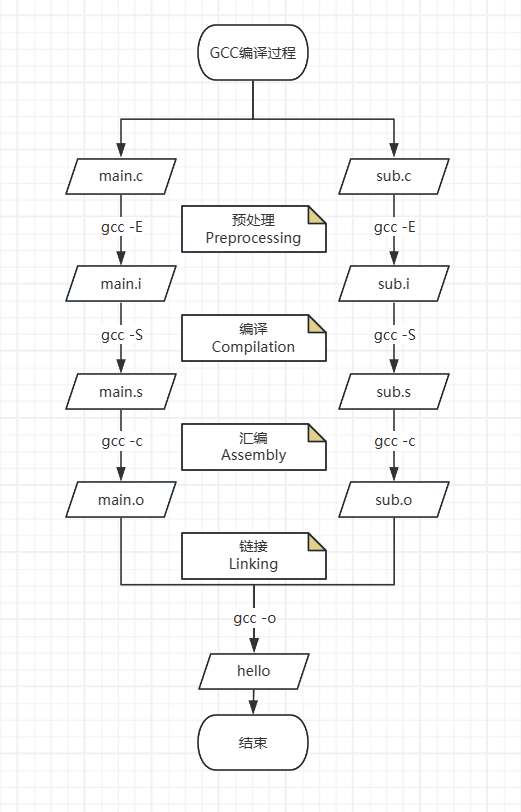 GCC编译过程
main.c
sub.c
gcc -E
预处理
Preprocessing
gcc -E
main.i
sub.i
gcc -S
编译
Compilation
gcc -S
main.s
sub.s
gcc -c
汇编
Assembly
gcc -c
main.o
sub.o
链接
Linking
gcc -o
hello
结束